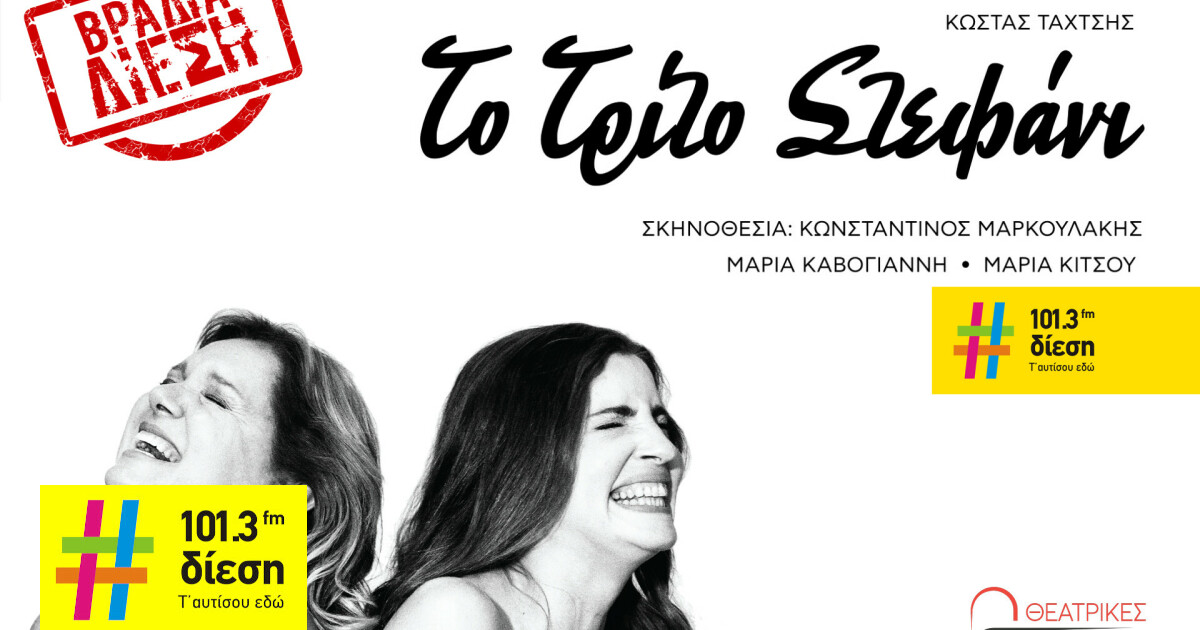 ΒΡΑΔΙΑ
ΔΙΕΣΗ
ΚΩΣΤΑΣ ΤΑΧΤΣΗΣ
Το Τρίτο Στεφάνι
ΣΚΗΝΟΘΕΣΙΑ: ΚΩΝΣΤΑΝΤΙΝΟΣ ΜΑΡΚΟΥΛΑΚΗΣ
ΜΑΡΙΑ ΚΑΒΟΓΙΑΝΝΗ • ΜΑΡΙΑ ΚΙΤΣΟΥ
101.3 fm
δίεση
Τ'αυτίσου εδώ
101.3 fm
δίεση
Τ'αυτίσου εδώ
ΘΕΑΤΡΙΚΕΣ